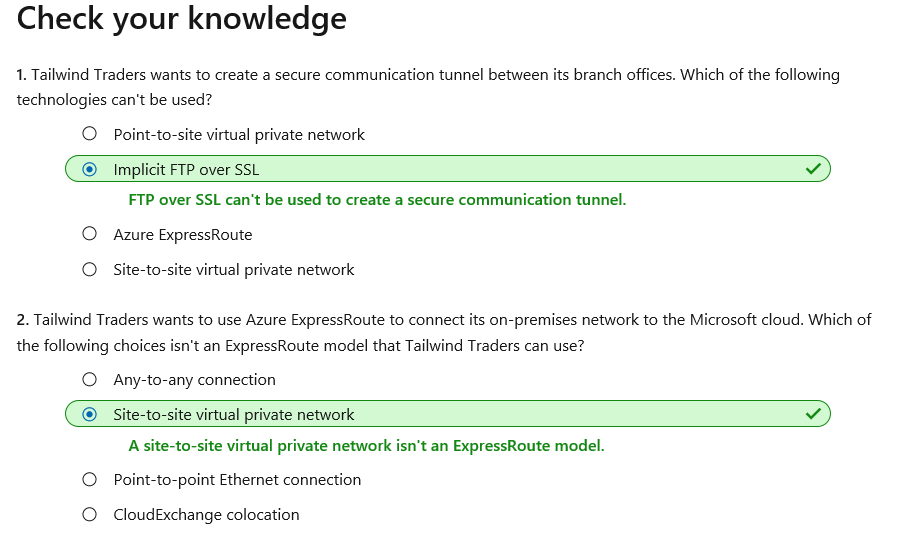 Check your knowledge
1. Tailwind Traders wants to create a secure communication tunnel between its branch offices. Which of the following
technologies can't be used?
Point-to-site virtual private network
Implicit FTP over SSL
FTP over SSL can't be used to create a secure communication tunnel.
Azure ExpressRoute
Site-to-site virtual private network
2. Tailwind Traders wants to use Azure ExpressRoute to connect its on-premises network to the Microsoft cloud. Which of
the following choices isn't an ExpressRoute model that Tailwind Traders can use?
Any-to-any connection
Site-to-site virtual private network
A site-to-site virtual private network isn't an ExpressRoute model.
Point-to-point Ethernet connection
CloudExchange colocation